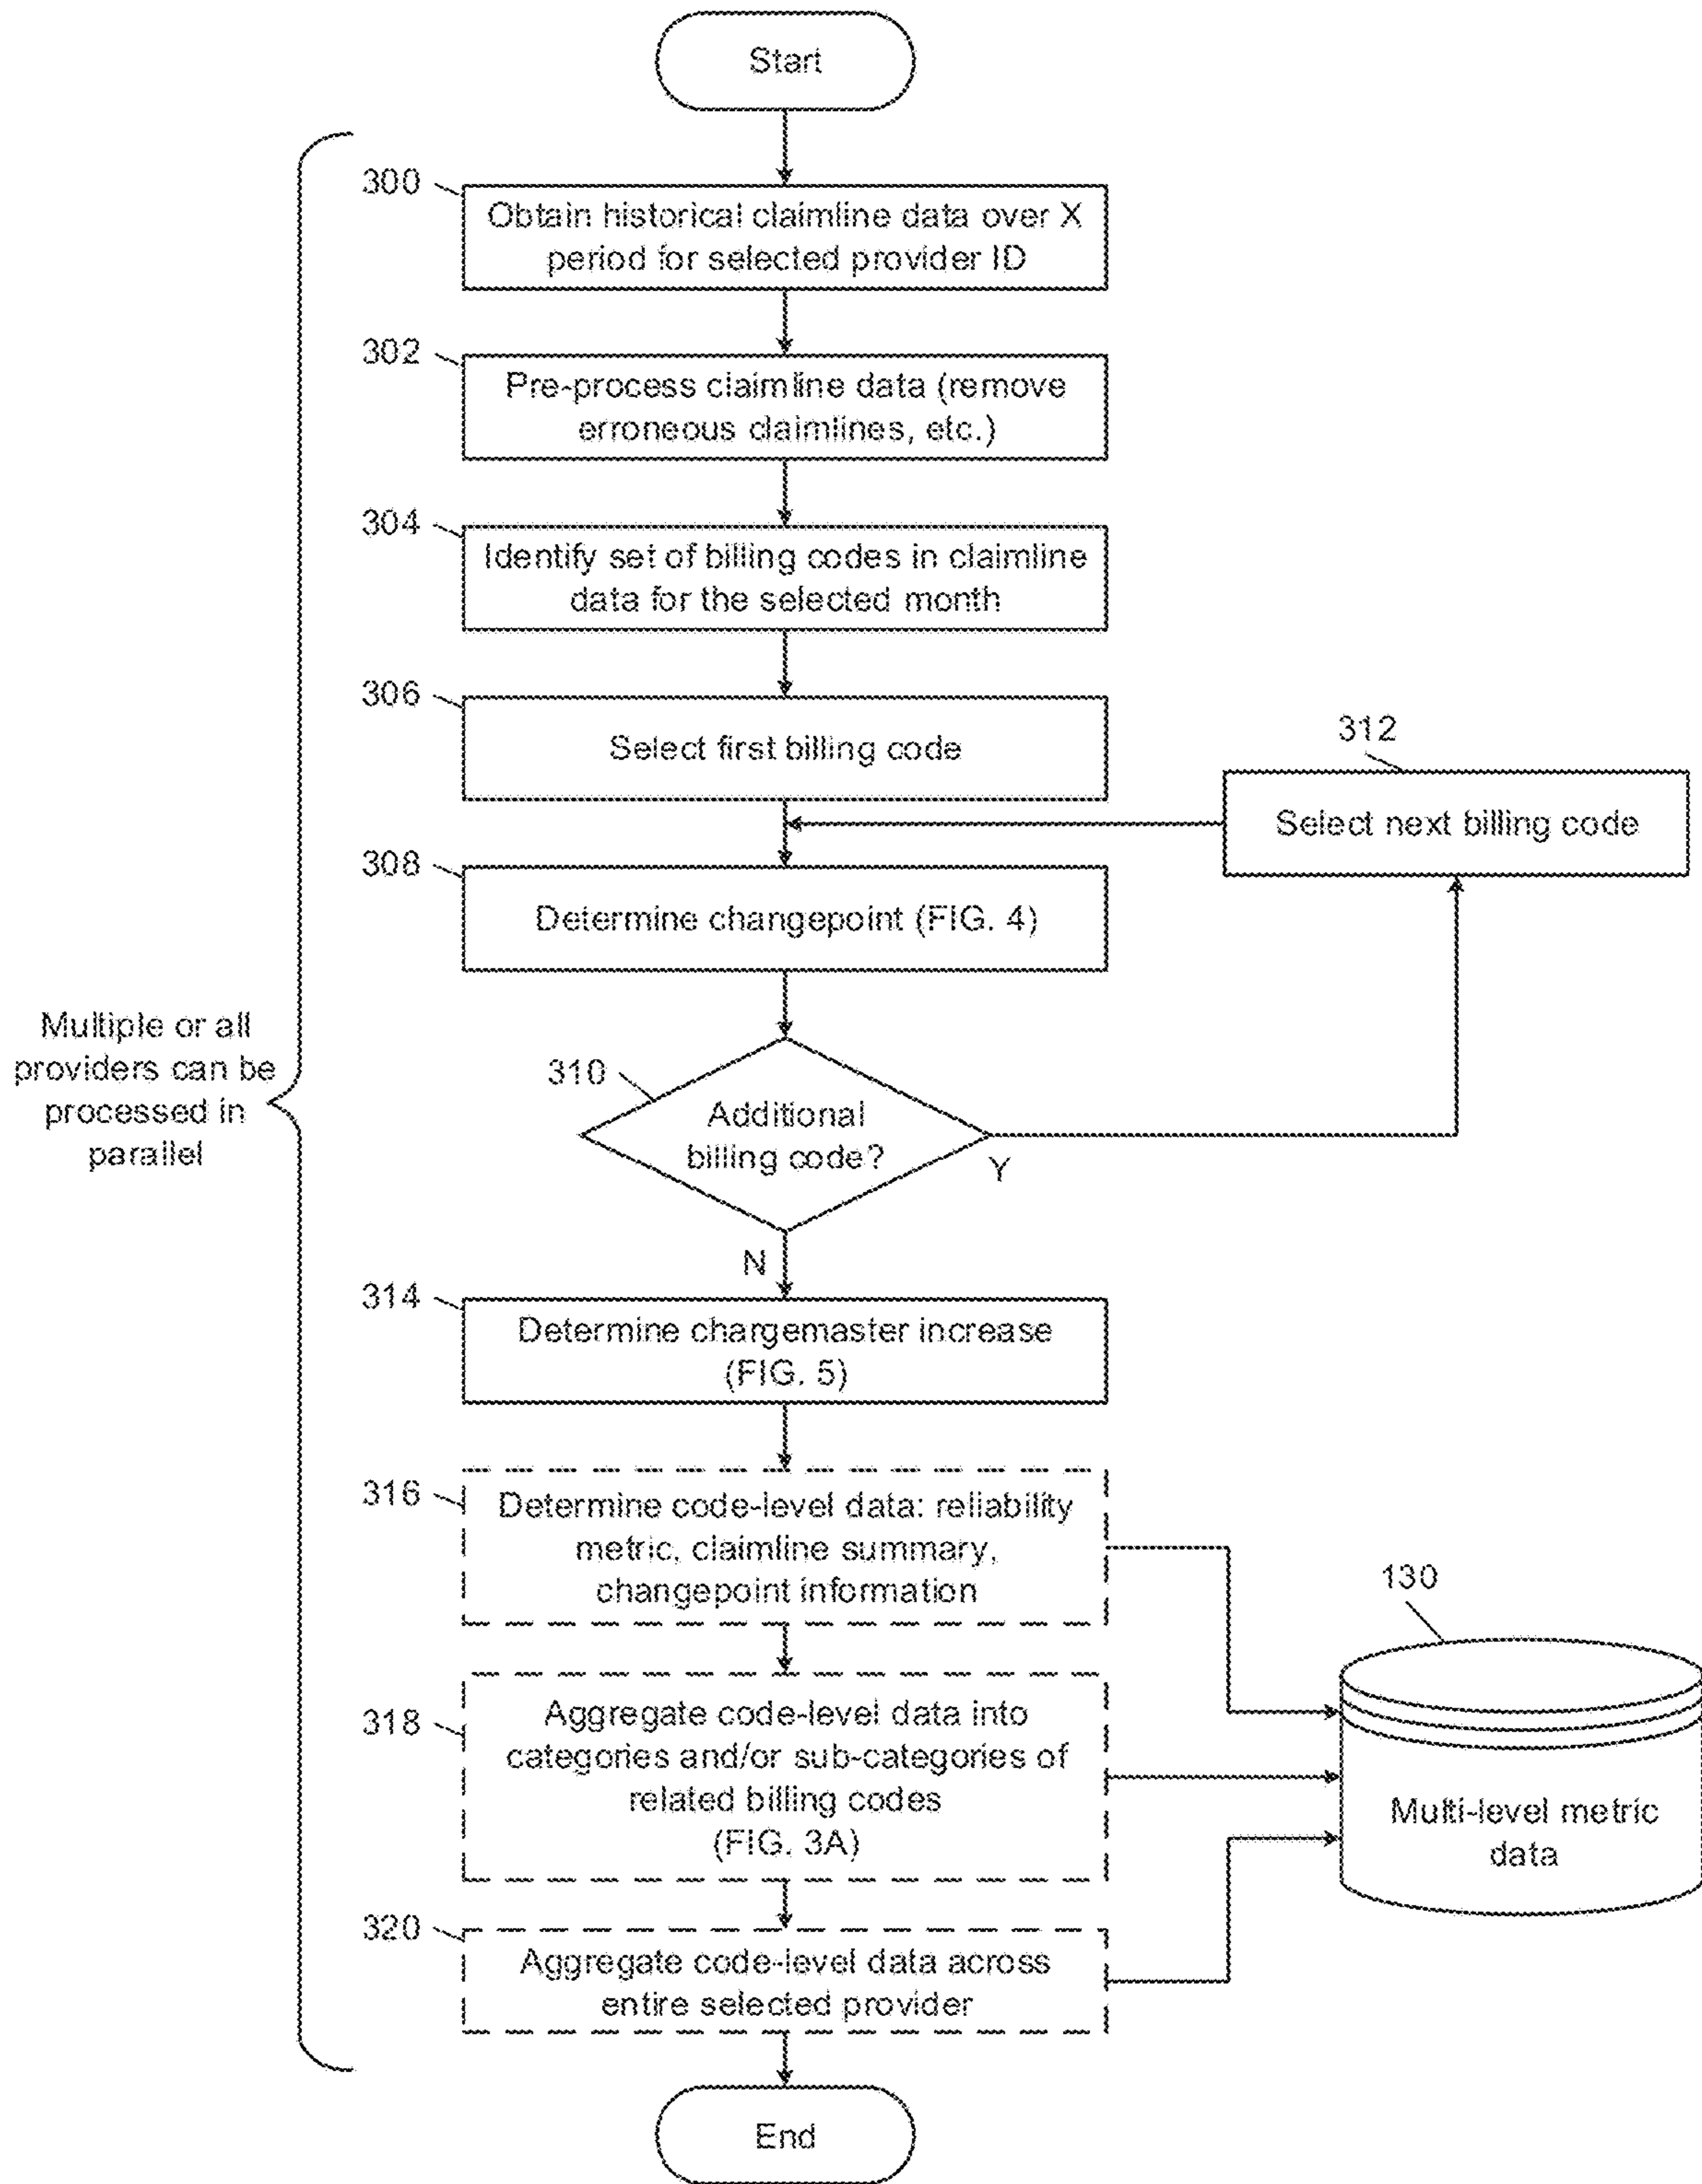 Start
300
Obtain historical claimline data over X
period for selected provider ID
302
Pre-process claimline data (remove
erroneous claimlines, etc.)
304
Identify set of billing codes in claimline
data for the selected month
306
Select first billing code
312
Select next billing code
308
Determine changepoint (FIG. 4)
Multiple or all
providers can be
processed in
parallel
310
Additional
billing code?
Y
N
314
Determine chargemaster increase
(FIG. 5)
316
Determine code-level data: reliability
metric, claimline summary,
changepoint information
130
318
Aggregate code-level data into
categories and/or sub-categories of
related billing codes
(FIG. 3A)
Multi-level metric
data
320
Aggregate code-level data across
entire selected provider
End